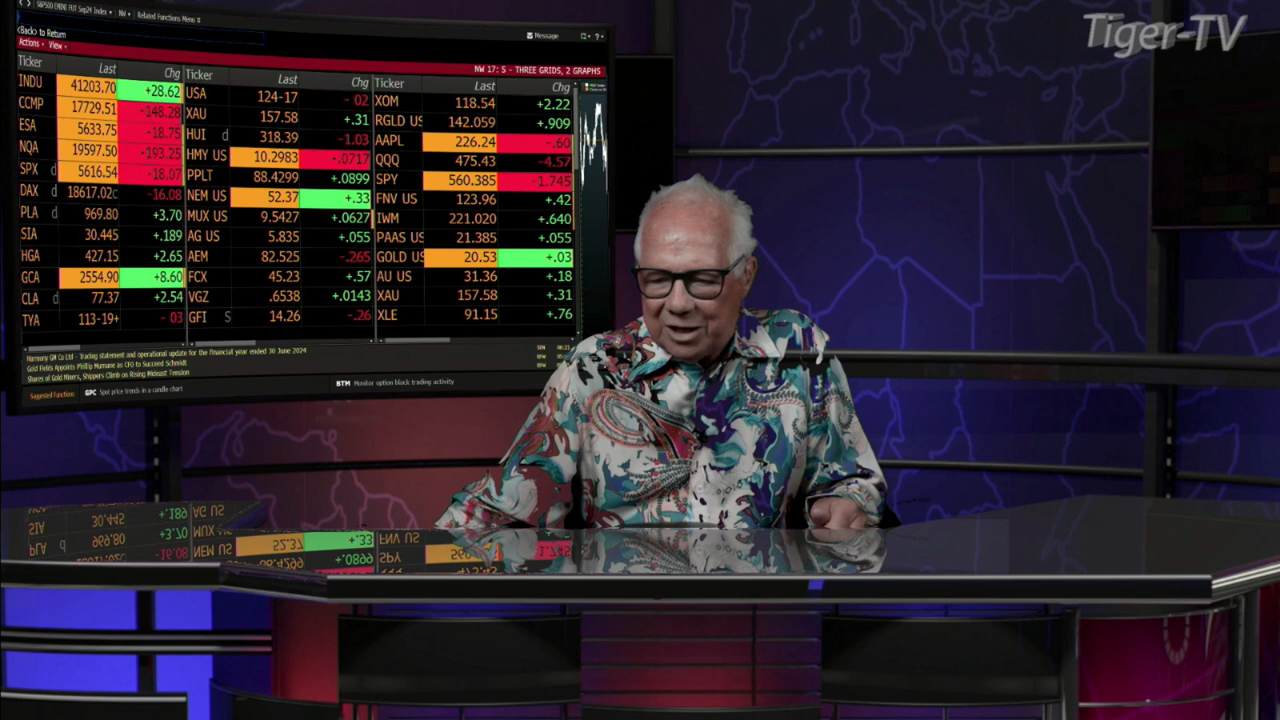 Tiger-TV
S&P500 EMINI FUT Sep24 Index NW Related Functions Menu
<Back> to Return
Message
Actions View
NW 17: 5 - THREE GRIDS, 2 GRAPHS
Ticker Last Chg Ticker Last Chg Ticker Last Chg
INDU 41203.70 +28.62 USA 124-17 - 02 XOM 118.54 +2.22
CCMP 17729.51 -148.28 XAU 157.58 +.31 RGLD US 142.059 +.909
ESA 5633.75 -18.75 HUI d 318.39 -1.03 AAPL 226.24 -.60
NQA 19597.50 -193.25 HMY US 10.2983 -.0717 QQQ 475.43 -4.57
SPX d 5616.54 -18.07 PPLT 88.4299 +.0899 SPY 560.385 -1.745
DAX d 18617.02c -16.08 NEM US 52.37 +.33 FNV US 123.96 +.42
PLA d 969.80 +3.70 MUX US 9.5427 +.0627 IWM 221.020 +.640
SIA 30.445 +.189 AG US 5.835 +.055 PAAS US 21.385 +.055
HGA 427.15 +2.65 AEM 82.525 -.265 GOLD US 20.53 +.03
GCA 2554.90 +8.60 FCX 45.23 +.57 AU US 31.36 +.18
CLA d 77.37 +2.54 VGZ .6538 +.0143 XAU 157.58 +.31
TYA 113-19+ - 03 GFI S 14.26 -.26 XLE 91.15 +.76
Harmony GM Co Ltd - Trading statement and operational update for the financial year ended 30 June 2024
Gold Fields Appoints Phillip Murnane as CFO to Succeed Schmidt
Shares of Gold Miners, Shippers Climb on Rising Mideast Tension
Suggested Functions GPC Spot price trends in a candle chart BTM Monitor option block trading activity